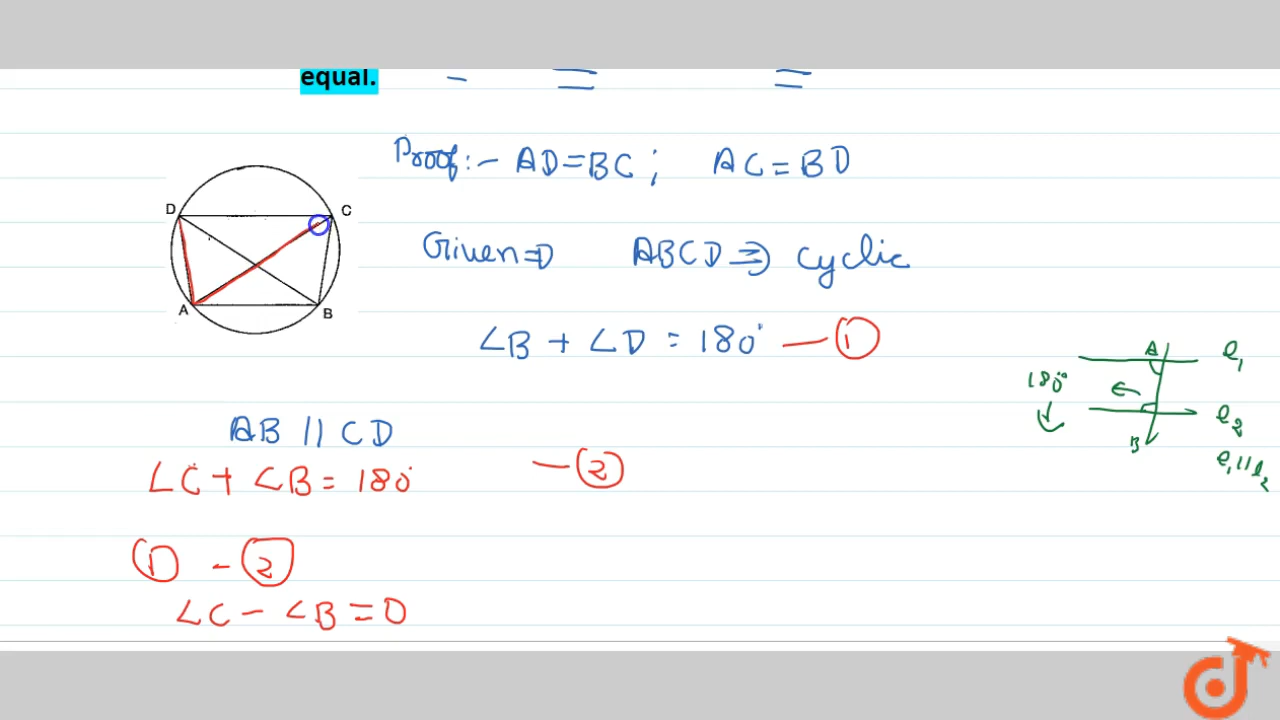 equal.
Proof:- AD=BC; AC=BD
D C
Given⇒ ABCD⇒ cyclic
A B
∠B + ∠D = 180° — ①
A l₁
180°
l₂
B
l₁ // l₂
AB // CD
∠C + ∠B = 180° — ②
① - ②
∠C - ∠B = 0